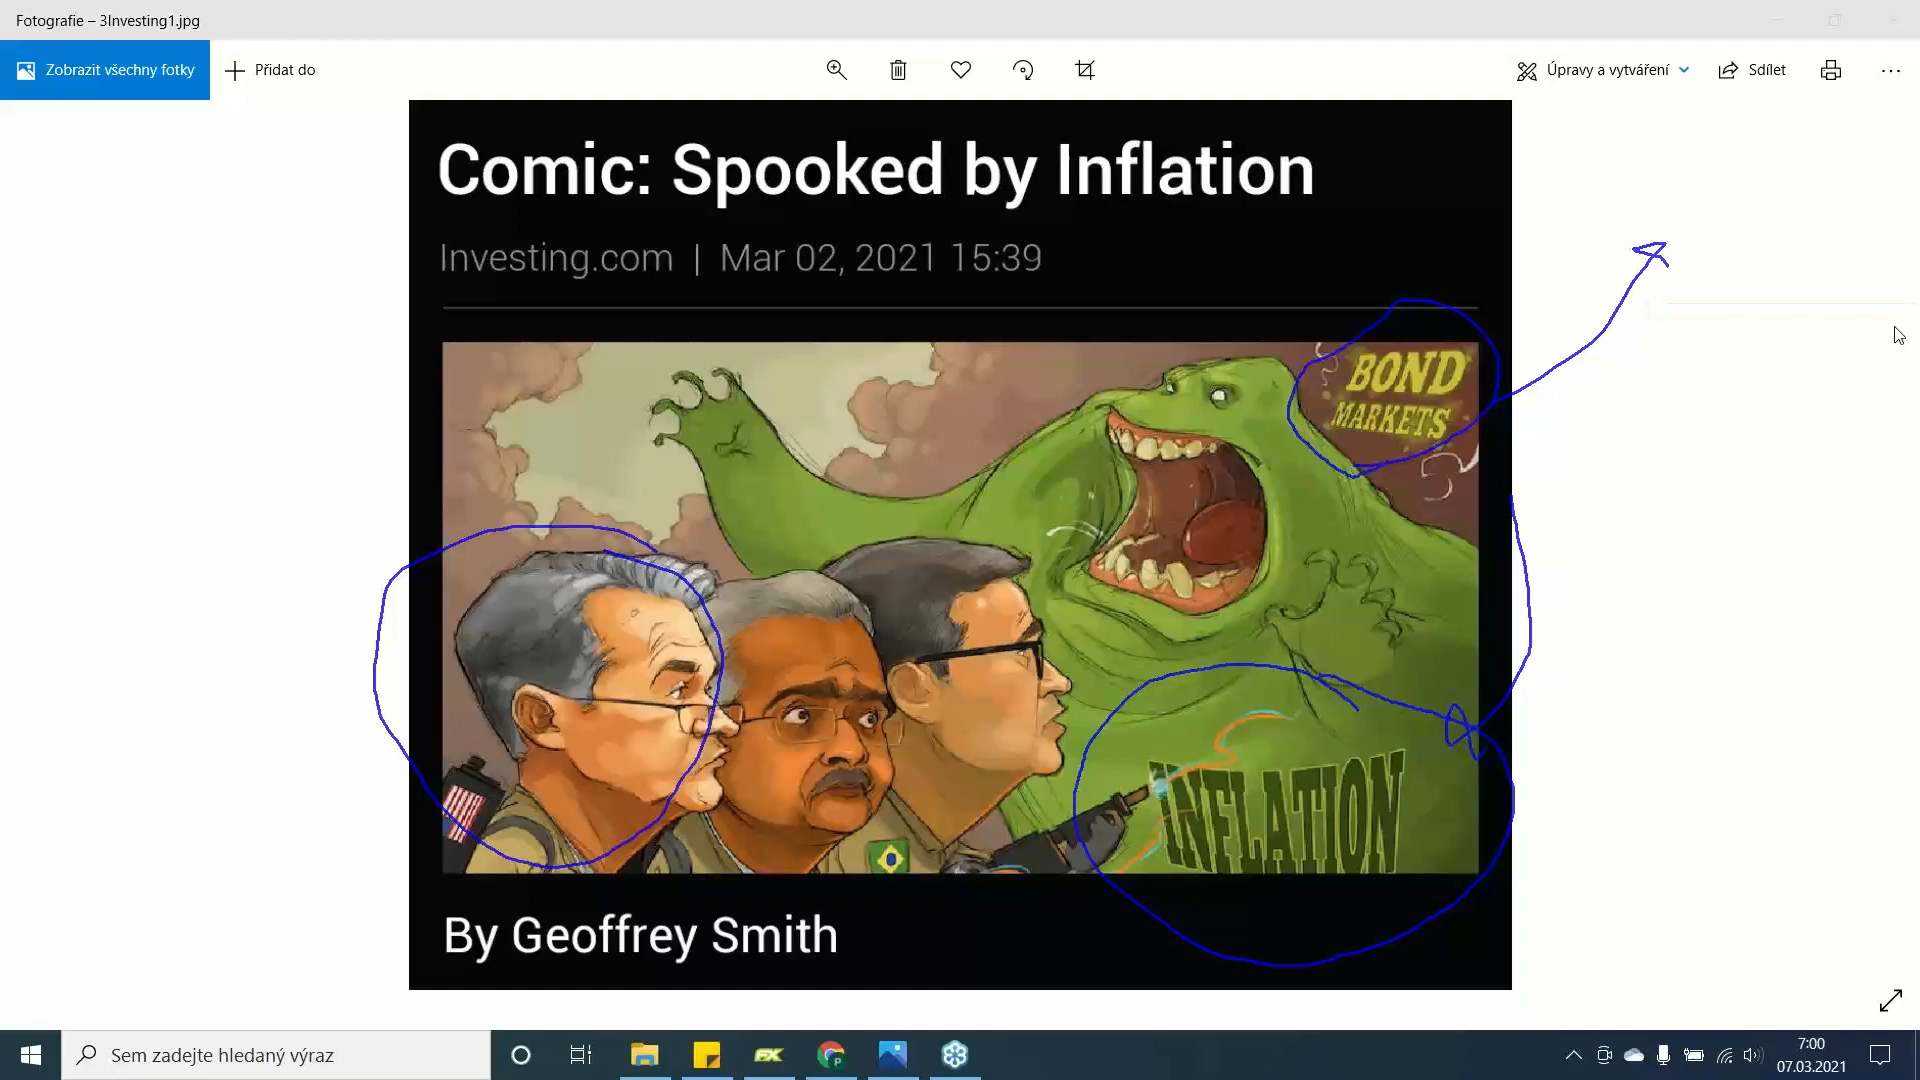 Fotografie – 3Investing1.jpg
Zobrazit všechny fotky
Přidat do
Úpravy a vytváření
Sdílet
Comic: Spooked by Inflation
Investing.com | Mar 02, 2021 15:39
BOND
MARKETS
INFLATION
By Geoffrey Smith
Sem zadejte hledaný výraz
FX
P
7:00
07.03.2021